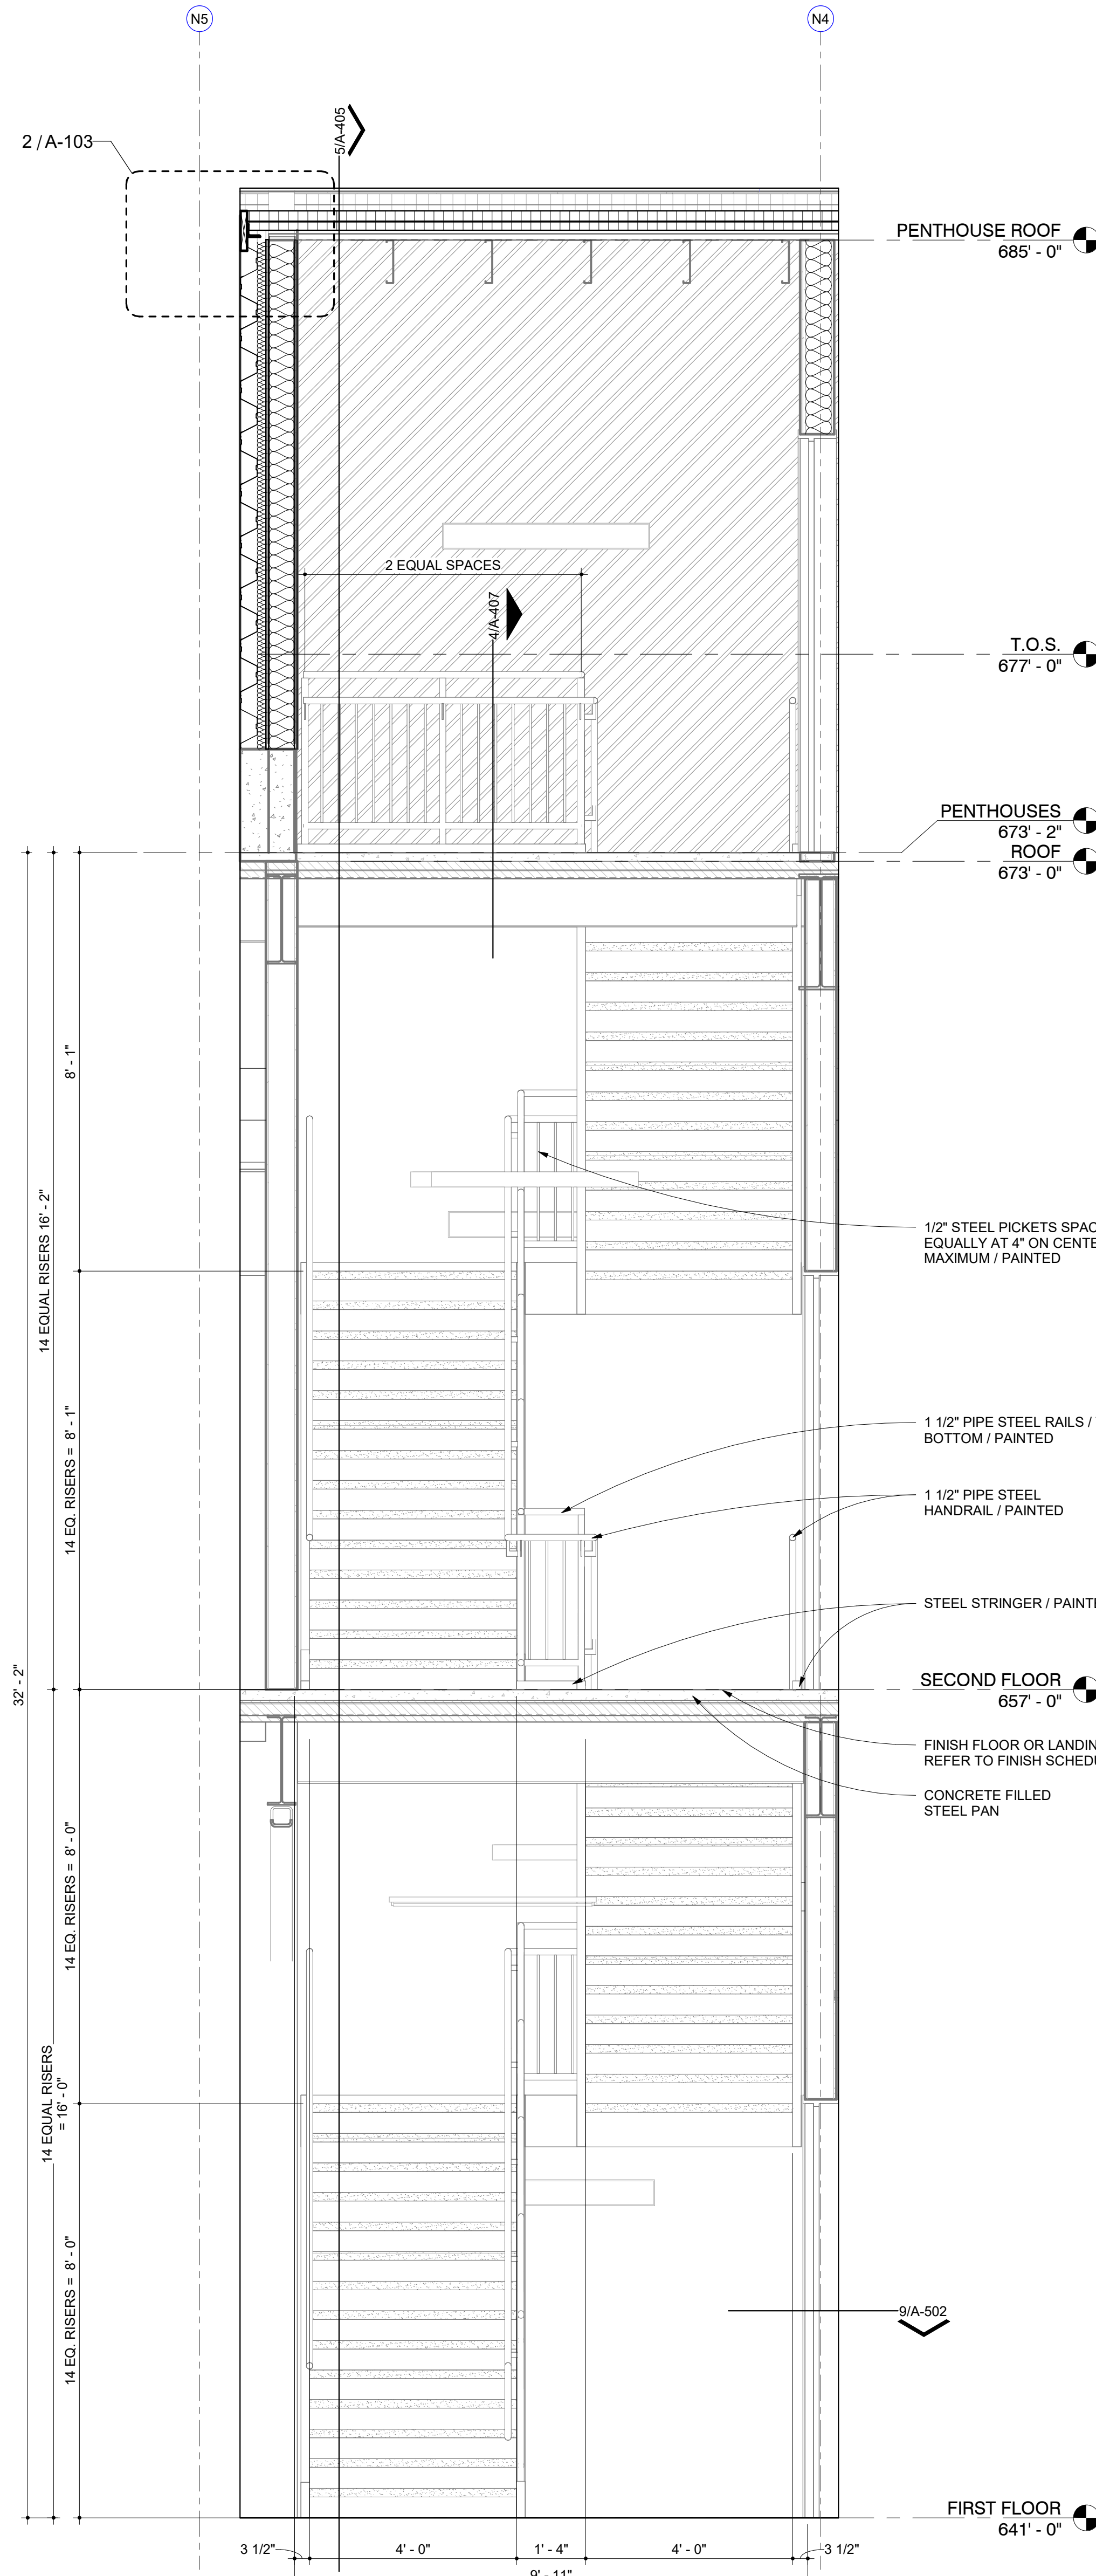 N5
N4
5/A-405
2 / A-103
PENTHOUSE ROOF
685' - 0"
2 EQUAL SPACES
4/A-407
T.O.S.
677' - 0"
PENTHOUSES
673' - 2"
ROOF
673' - 0"
8' - 1"
14 EQUAL RISERS 16' - 2"
1/2" STEEL PICKETS SPAC
EQUALLY AT 4" ON CENTE
MAXIMUM / PAINTED
14 EQ. RISERS = 8' - 1"
1 1/2" PIPE STEEL RAILS /
BOTTOM / PAINTED
1 1/2" PIPE STEEL
HANDRAIL / PAINTED
STEEL STRINGER / PAINT
32' - 2"
SECOND FLOOR
657' - 0"
FINISH FLOOR OR LANDIN
REFER TO FINISH SCHED
CONCRETE FILLED
STEEL PAN
14 EQ. RISERS = 8' - 0"
14 EQUAL RISERS
= 16' - 0"
14 EQ. RISERS = 8' - 0"
9/A-502
FIRST FLOOR
641' - 0"
3 1/2"
4' - 0"
1' - 4"
4' - 0"
3 1/2"
9' - 11"